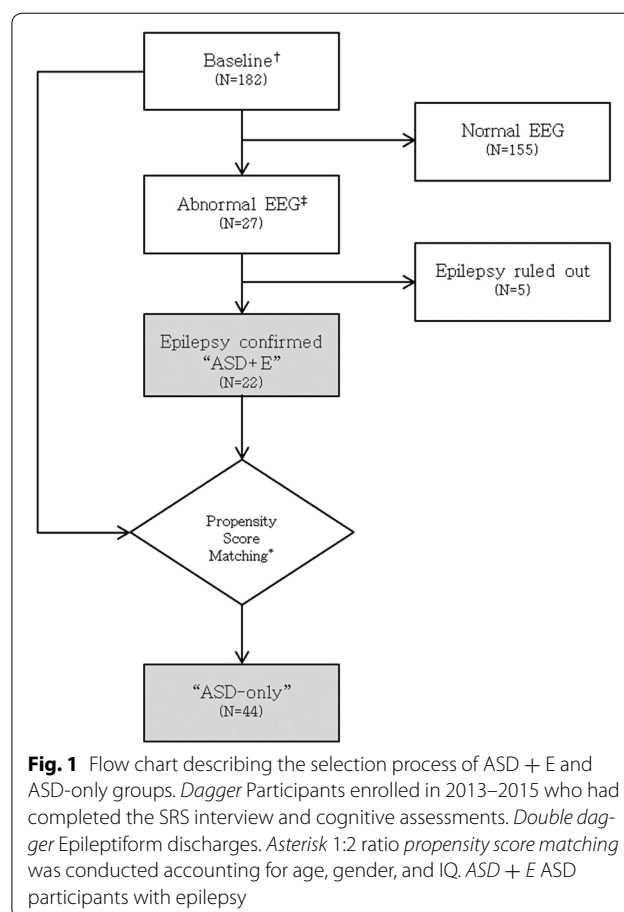 Baseline†
(N=182)
Normal EEG
(N=155)
Abnormal EEG‡
(N=27)
Epilepsy ruled out
(N=5)
Epilepsy confirmed
“ASD+E”
(N=22)
Propensity
Score
Matching*
“ASD-only”
(N=44)
Fig. 1 Flow chart describing the selection process of ASD + E and
ASD-only groups. Dagger Participants enrolled in 2013–2015 who had
completed the SRS interview and cognitive assessments. Double dag-
ger Epileptiform discharges. Asterisk 1:2 ratio propensity score matching
was conducted accounting for age, gender, and IQ. ASD + E ASD
participants with epilepsy